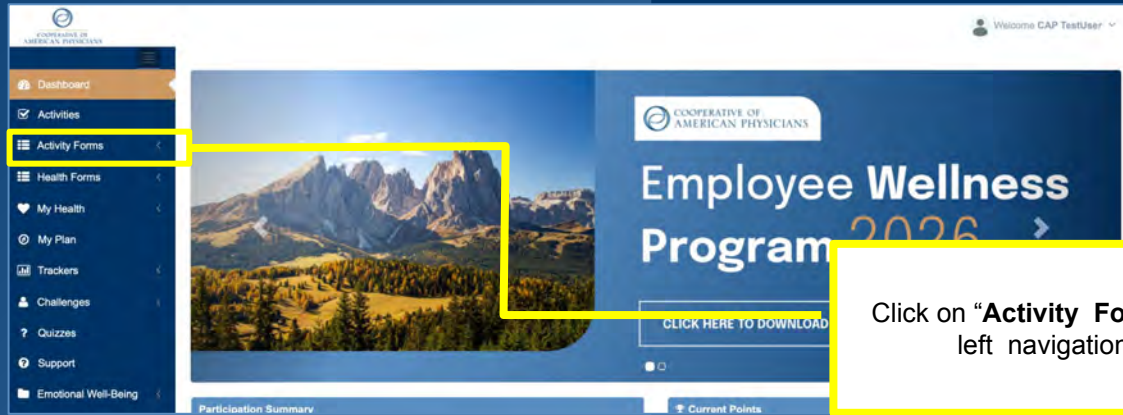 COOPERATIVE OF
AMERICAN PHYSICIANS
Welcome CAP TestUser
Dashboard
Activities
Activity Forms
Health Forms
My Health
My Plan
Trackers
Challenges
? Quizzes
Support
Emotional Well-Being
COOPERATIVE OF
AMERICAN PHYSICIANS
Employee Wellness
Program 2026
CLICK HERE TO DOWNLOAD
Click on “Activity Fo
left navigation
Participation Summary
Current Points